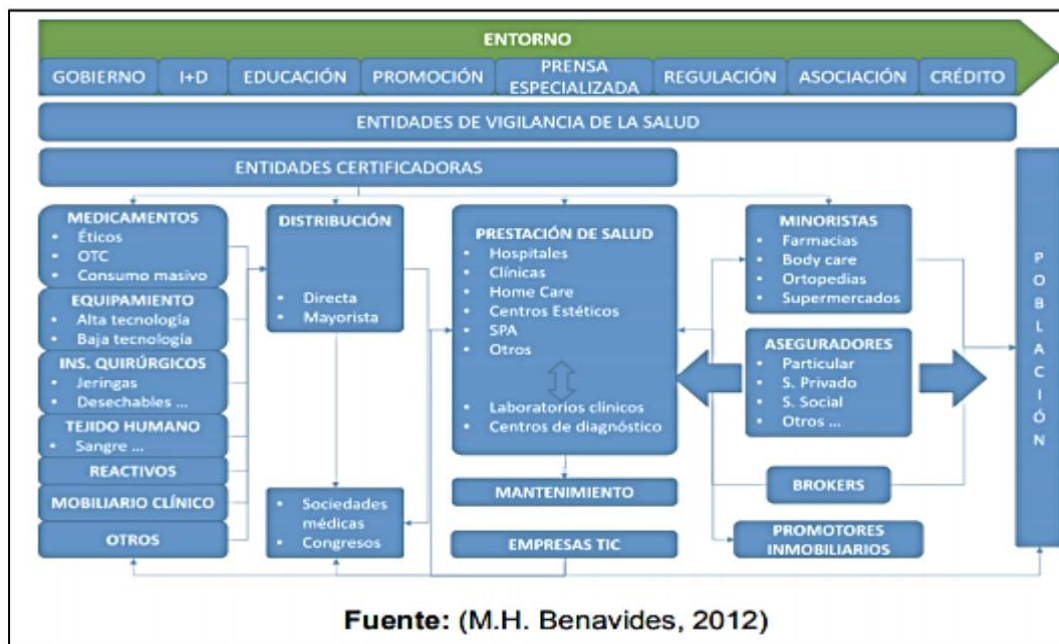 ENTORNO
GOBIERNO
I+D
EDUCACIÓN
PROMOCIÓN
PRENSA
ESPECIALIZADA
REGULACIÓN
ASOCIACIÓN
CRÉDITO
ENTIDADES DE VIGILANCIA DE LA SALUD
ENTIDADES CERTIFICADORAS
MEDICAMENTOS
• Éticos
• OTC
• Consumo masivo
EQUIPAMIENTO
• Alta tecnología
• Baja tecnología
INS. QUIRÚRGICOS
• Jeringas
• Desechables ...
TEJIDO HUMANO
• Sangre ...
REACTIVOS
MOBILIARIO CLÍNICO
OTROS
DISTRIBUCIÓN
• Directa
• Mayorista
• Sociedades
médicas
• Congresos
PRESTACIÓN DE SALUD
• Hospitales
• Clínicas
• Home Care
• Centros Estéticos
• SPA
• Otros
• Laboratorios clínicos
• Centros de diagnóstico
MANTENIMIENTO
EMPRESAS TIC
MINORISTAS
• Farmacias
• Body care
• Ortopedias
• Supermercados
ASEGURADORES
• Particular
• S. Privado
• S. Social
• Otros ...
BROKERS
PROMOTORES
INMOBILIARIOS
POBLACIÓN
Fuente: (M.H. Benavides, 2012)